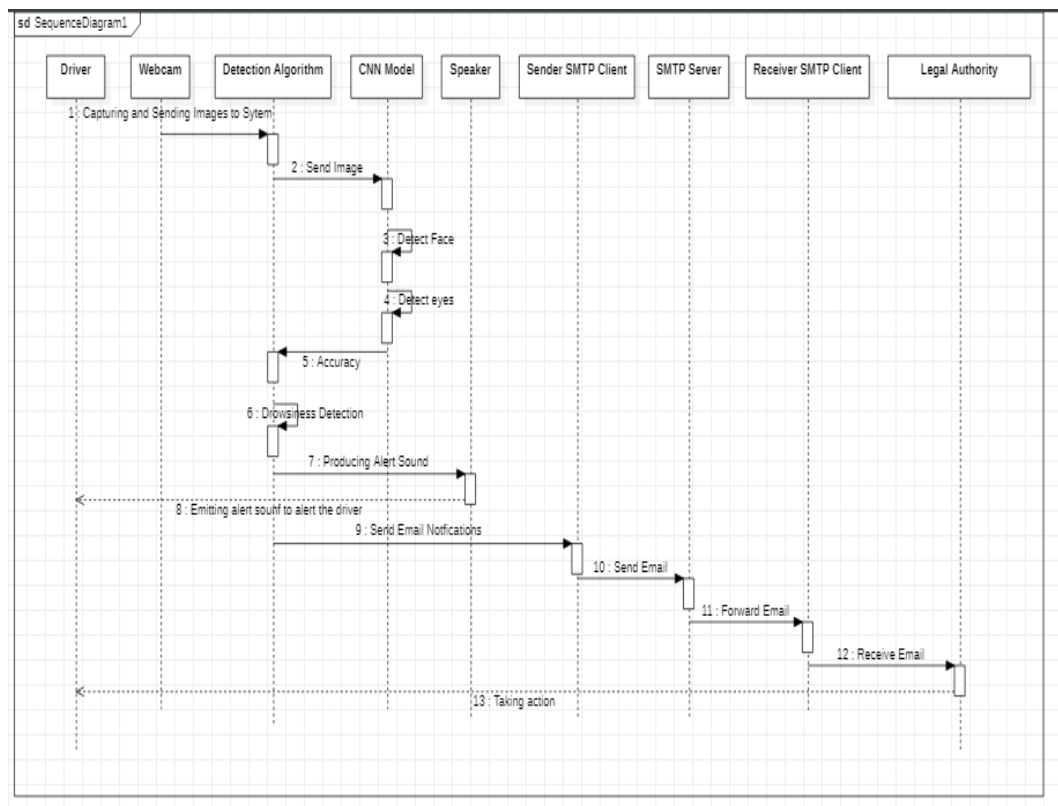 sd SequenceDiagram1
Driver
Webcam
Detection Algorithm
CNN Model
Speaker
Sender SMTP Client
SMTP Server
Receiver SMTP Client
Legal Authority
1 : Capturing and Sending Images to Sytem
2 : Send Image
3 : Detect Face
4 : Detect eyes
5 : Accuracy
6 : Drowsiness Detection
7 : Producing Alert Sound
8 : Emitting alert souhf to alert the driver
9 : Send Email Notfications
10 : Send Email
11 : Forward Email
12 : Receive Email
13 : Taking action